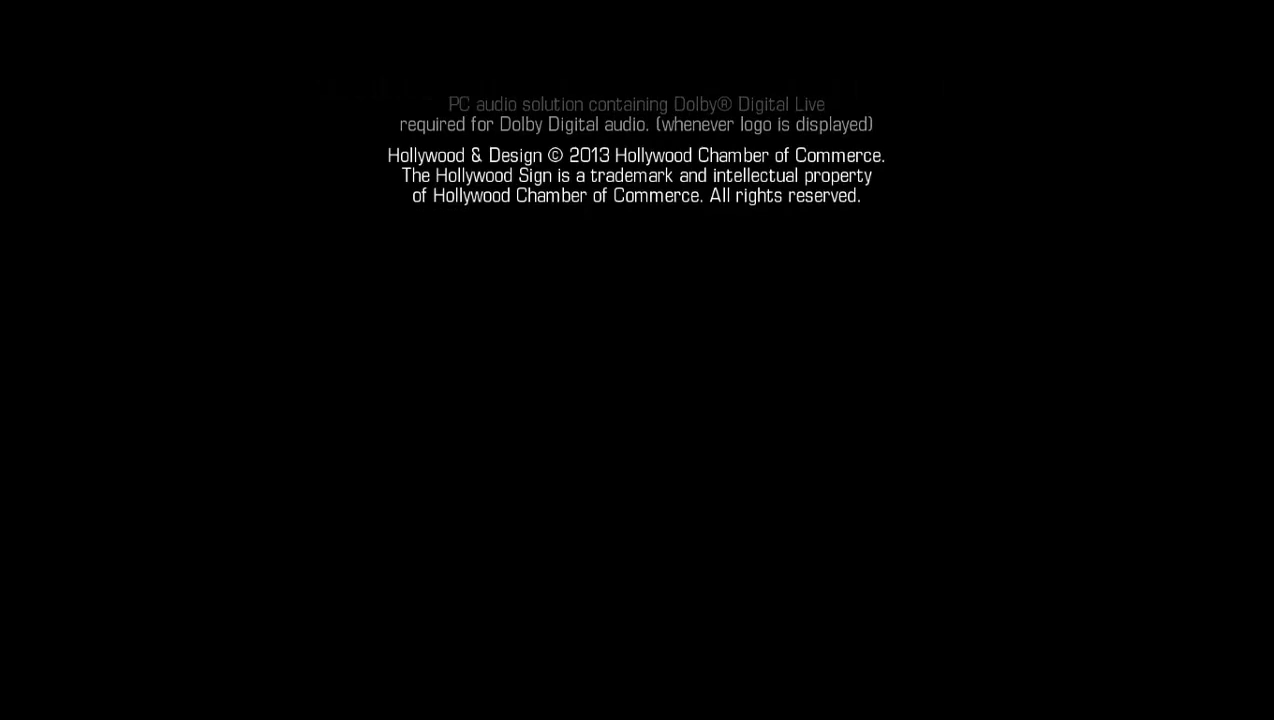 PC audio solution containing Dolby® Digital Live
required for Dolby Digital audio. (whenever logo is displayed)
Hollywood & Design © 2013 Hollywood Chamber of Commerce.
The Hollywood Sign is a trademark and intellectual property
of Hollywood Chamber of Commerce. All rights reserved.